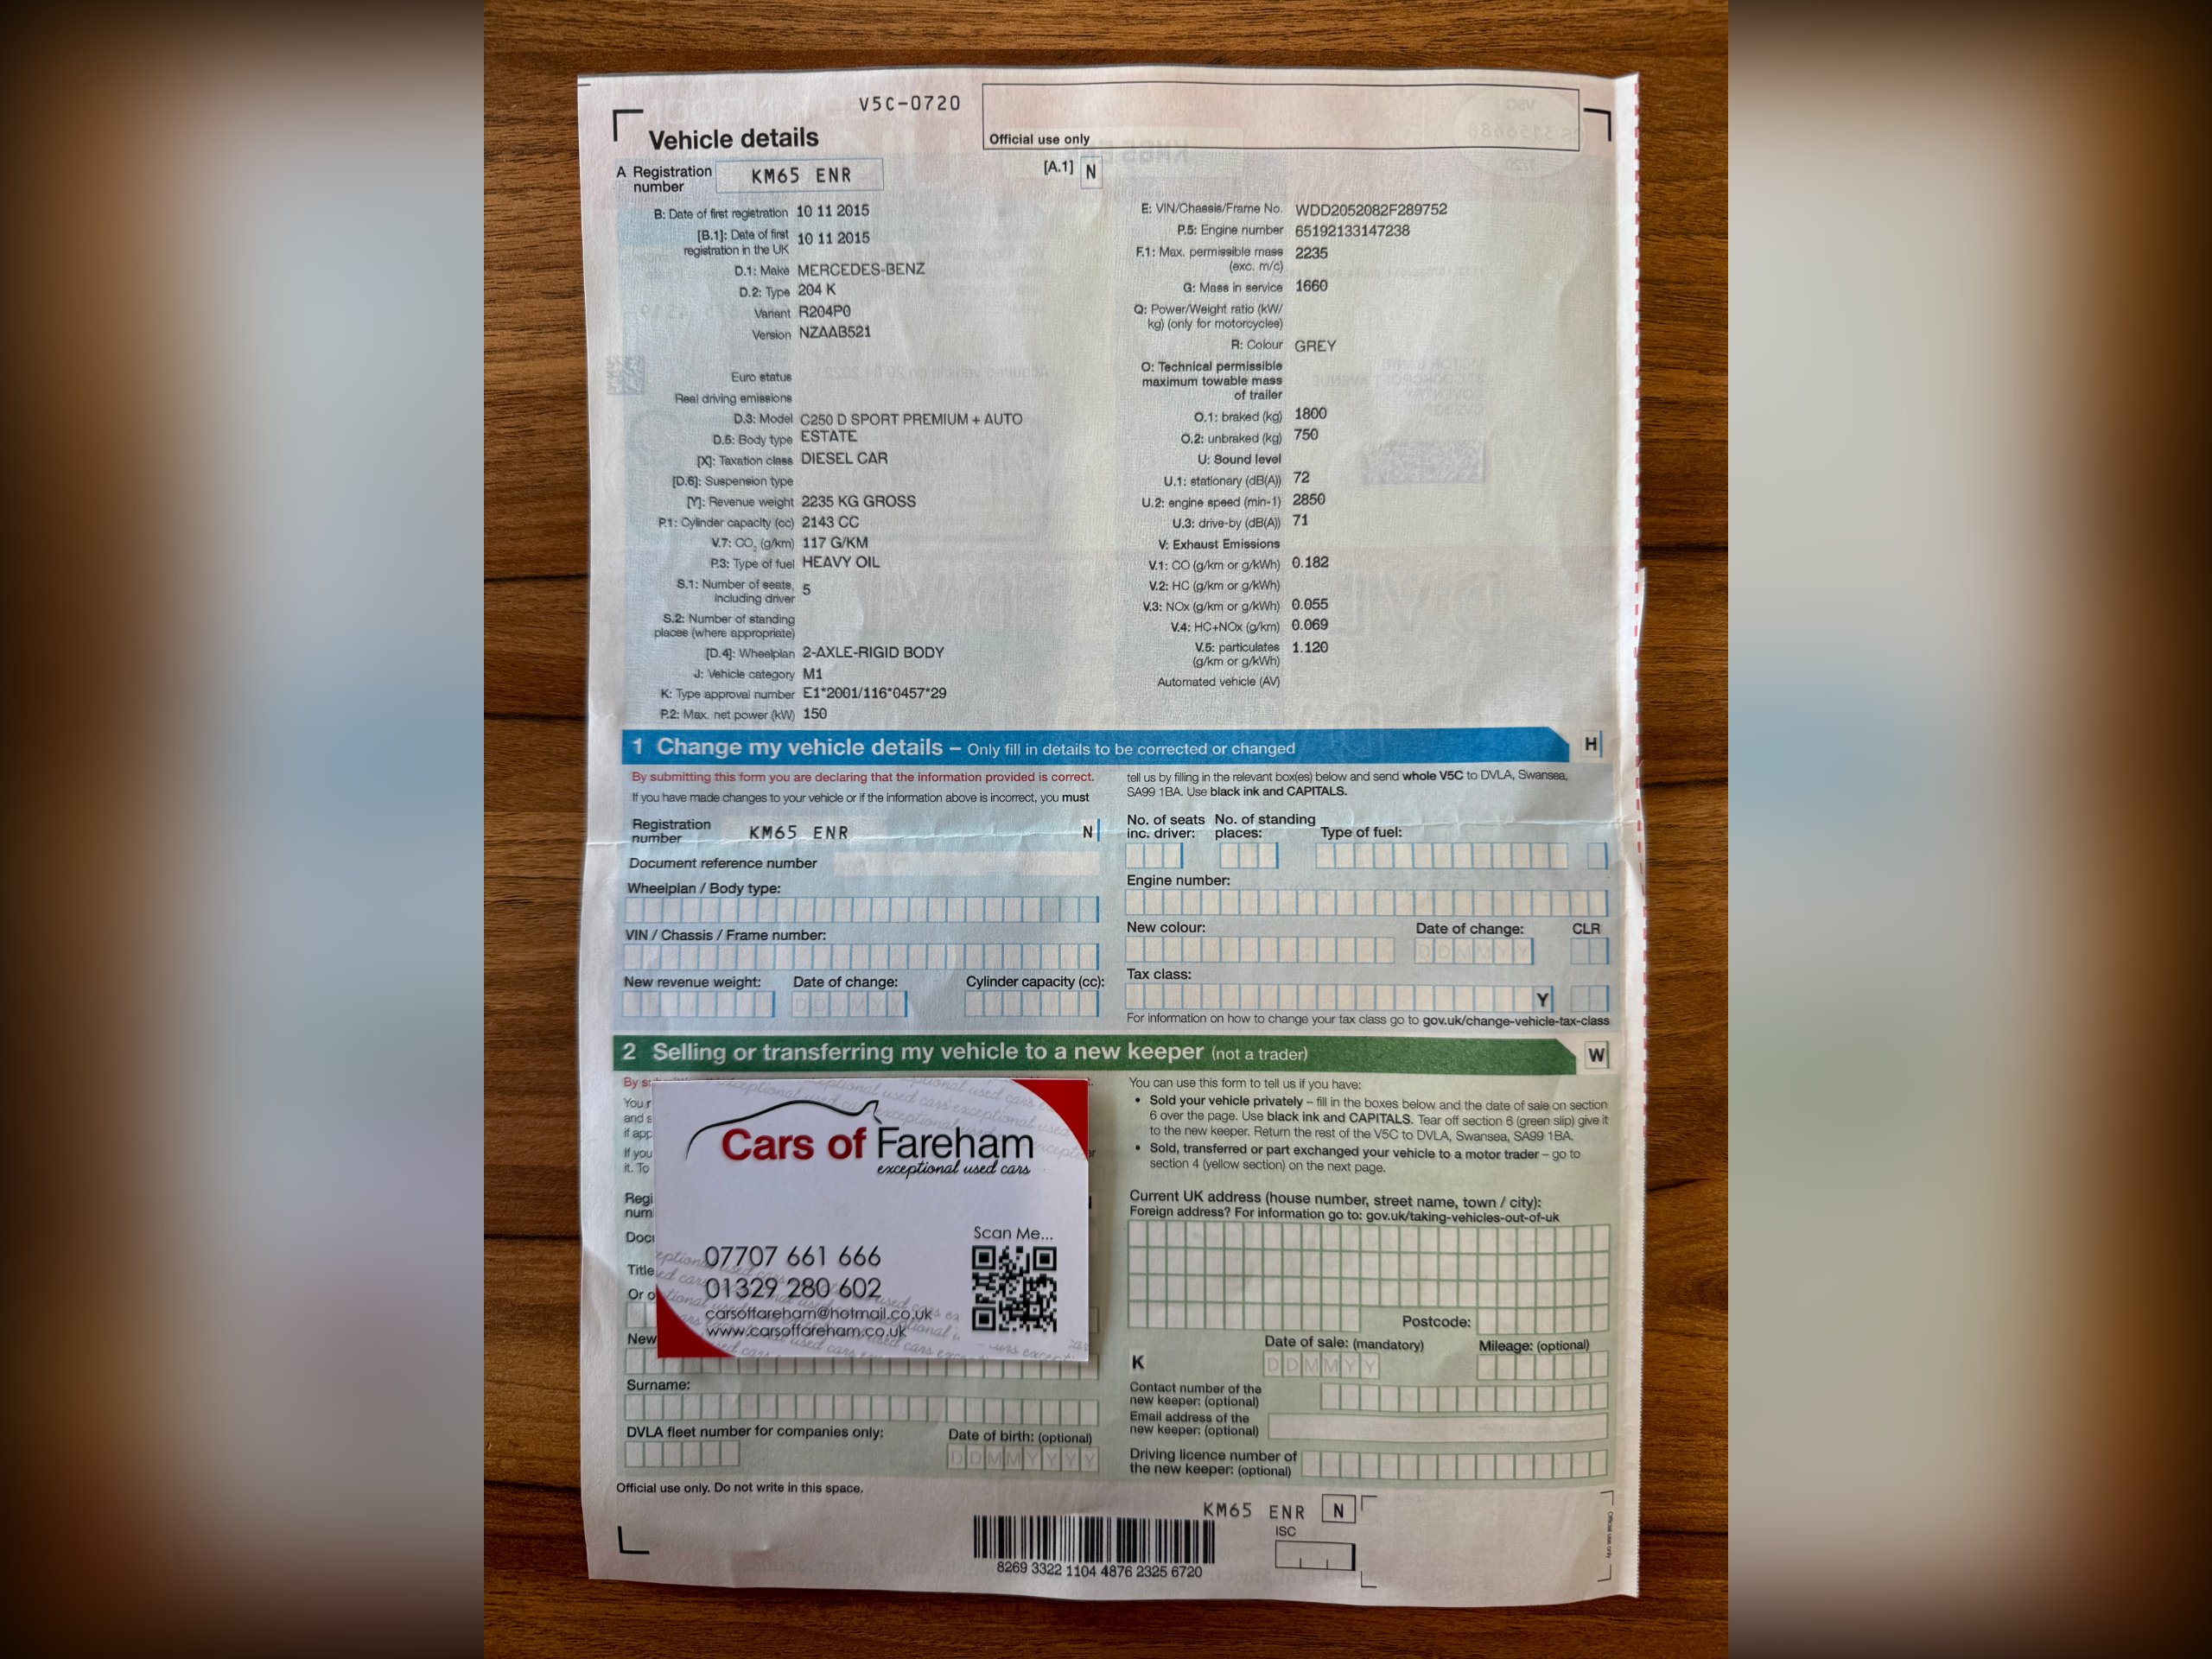 V5C-0720
Vehicle details
Official use only
A Registration number KM65 ENR
[A.1] N
B: Date of first registration 10 11 2015
[B.1]: Date of first registration in the UK 10 11 2015
D.1: Make MERCEDES-BENZ
D.2: Type 204 K
Variant R204P0
Version NZAAB521
Euro status
Real driving emissions
D.3: Model C250 D SPORT PREMIUM + AUTO
D.5: Body type ESTATE
[X]: Taxation class DIESEL CAR
[D.6]: Suspension type
[Y]: Revenue weight 2235 KG GROSS
P.1: Cylinder capacity (cc) 2143 CC
V.7: CO2 (g/km) 117 G/KM
P.3: Type of fuel HEAVY OIL
S.1: Number of seats, including driver 5
S.2: Number of standing places (where appropriate)
[D.4]: Wheelplan 2-AXLE-RIGID BODY
J: Vehicle category M1
K: Type approval number E1*2001/116*0457*29
P.2: Max. net power (kW) 150
E: VIN/Chassis/Frame No. WDD2052082F289752
P.5: Engine number 65192133147238
F.1: Max. permissible mass (exc. m/c) 2235
G: Mass in service 1660
Q: Power/Weight ratio (kW/kg) (only for motorcycles)
R: Colour GREY
O: Technical permissible maximum towable mass of trailer
O.1: braked (kg) 1800
O.2: unbraked (kg) 750
U: Sound level
U.1: stationary (dB(A)) 72
U.2: engine speed (min-1) 2850
U.3: drive-by (dB(A)) 71
V: Exhaust Emissions
V.1: CO (g/km or g/kWh) 0.182
V.2: HC (g/km or g/kWh)
V.3: NOx (g/km or g/kWh) 0.055
V.4: HC+NOx (g/km) 0.069
V.5: particulates (g/km or g/kWh) 1.120
Automated vehicle (AV)
1 Change my vehicle details – Only fill in details to be corrected or changed H
By submitting this form you are declaring that the information provided is correct.
If you have made changes to your vehicle or if the information above is incorrect, you must
tell us by filling in the relevant box(es) below and send whole V5C to DVLA, Swansea,
SA99 1BA. Use black ink and CAPITALS.
Registration number KM65 ENR N
Document reference number
Wheelplan / Body type:
VIN / Chassis / Frame number:
New revenue weight: Date of change: Cylinder capacity (cc):
DDMMYY
No. of seats inc. driver: No. of standing places: Type of fuel:
Engine number:
New colour: Date of change: CLR
DDMMYY
Tax class:
Y
For information on how to change your tax class go to gov.uk/change-vehicle-tax-class
2 Selling or transferring my vehicle to a new keeper (not a trader) W
By
and
if app
If you
it. To
Title
New
Cars of Fareham
exceptional used cars
Scan Me...
07707 661 666
01329 280 602
carsoffareham@hotmail.co.uk
www.carsoffareham.co.uk
Surname:
DVLA fleet number for companies only: Date of birth: (optional)
DDMMYYYY
You can use this form to tell us if you have:
• Sold your vehicle privately – fill in the boxes below and the date of sale on section
6 over the page. Use black ink and CAPITALS. Tear off section 6 (green slip) give it
to the new keeper. Return the rest of the V5C to DVLA, Swansea, SA99 1BA.
• Sold, transferred or part exchanged your vehicle to a motor trader – go to
section 4 (yellow section) on the next page.
Current UK address (house number, street name, town / city):
Foreign address? For information go to: gov.uk/taking-vehicles-out-of-uk
Postcode:
K Date of sale: (mandatory) Mileage: (optional)
DDMMYY
Contact number of the new keeper: (optional)
Email address of the new keeper: (optional)
Driving licence number of the new keeper: (optional)
Official use only. Do not write in this space.
KM65 ENR N
ISC
8269 3322 1104 4876 2325 6720
Official use only